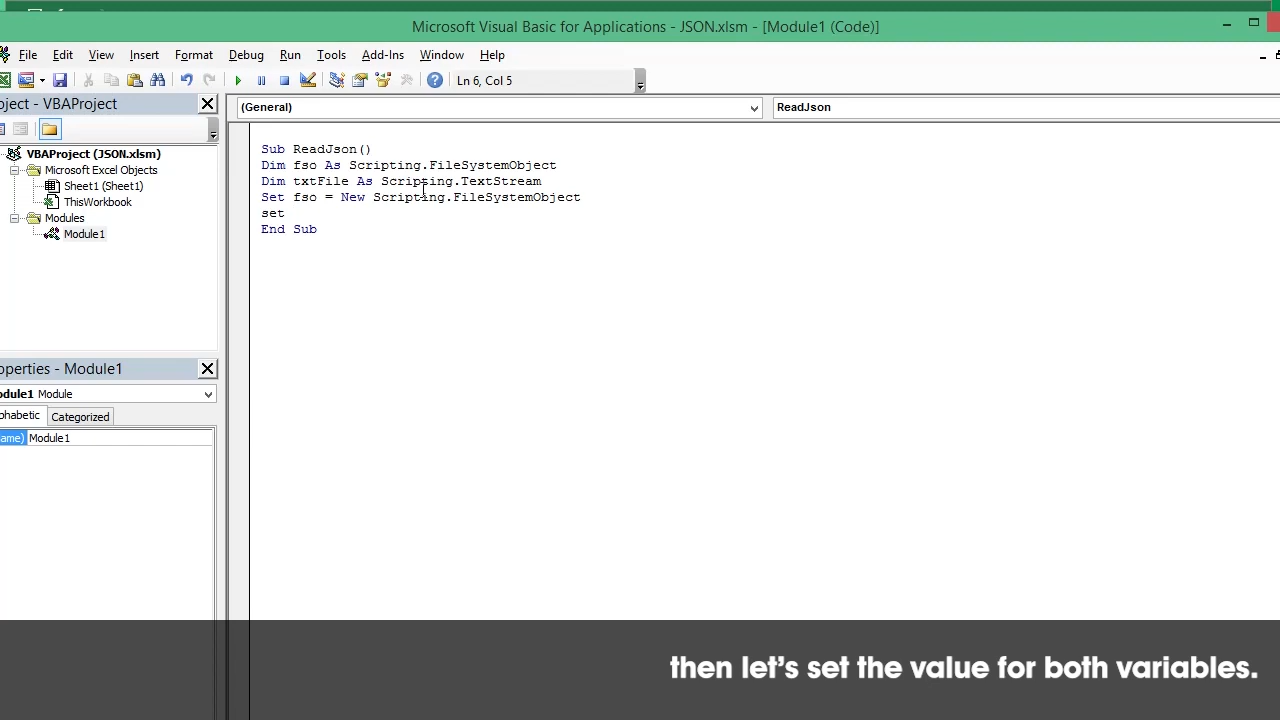 Microsoft Visual Basic for Applications - JSON.xlsm - [Module1 (Code)]
File Edit View Insert Format Debug Run Tools Add-Ins Window Help
Ln 6, Col 5
oject - VBAProject
(General) ReadJson
VBAProject (JSON.xlsm)
Microsoft Excel Objects
Sheet1 (Sheet1)
ThisWorkbook
Modules
Module1
Sub ReadJson()
Dim fso As Scripting.FileSystemObject
Dim txtFile As Scripting.TextStream
Set fso = New Scripting.FileSystemObject
set
End Sub
operties - Module1
odule1 Module
phabetic Categorized
ame) Module1
then let's set the value for both variables.